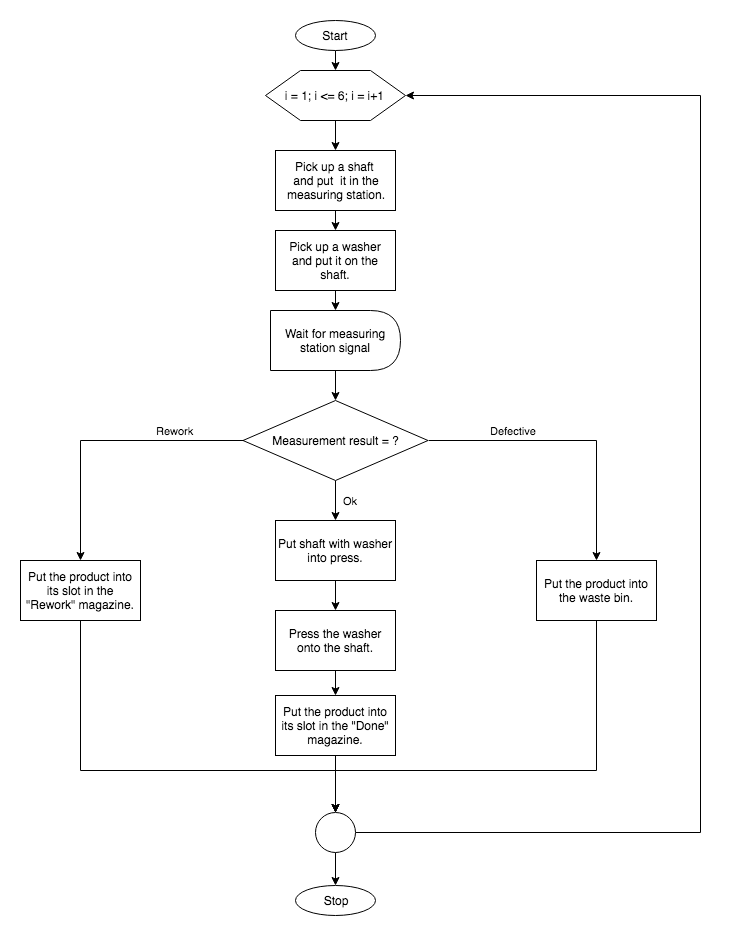 Start
i = 1; i <= 6; i = i+1
Pick up a shaft
and put it in the
measuring station.
Pick up a washer
and put it on the
shaft.
Wait for measuring
station signal
Rework
Measurement result = ?
Defective
Ok
Put shaft with washer
into press.
Put the product into
its slot in the
"Rework" magazine.
Put the product into
the waste bin.
Press the washer
onto the shaft.
Put the product into
its slot in the "Done"
magazine.
Stop